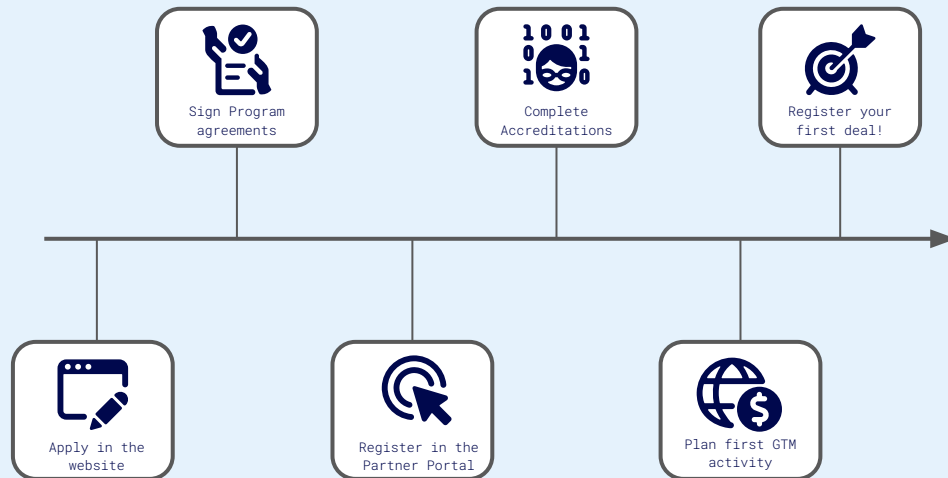 1 0 0 1
0 1
1 0
Sign Program
agreements
Complete
Accreditations
Register your
first deal!
Apply in the
website
Register in the
Partner Portal
$
Plan first GTM
activity